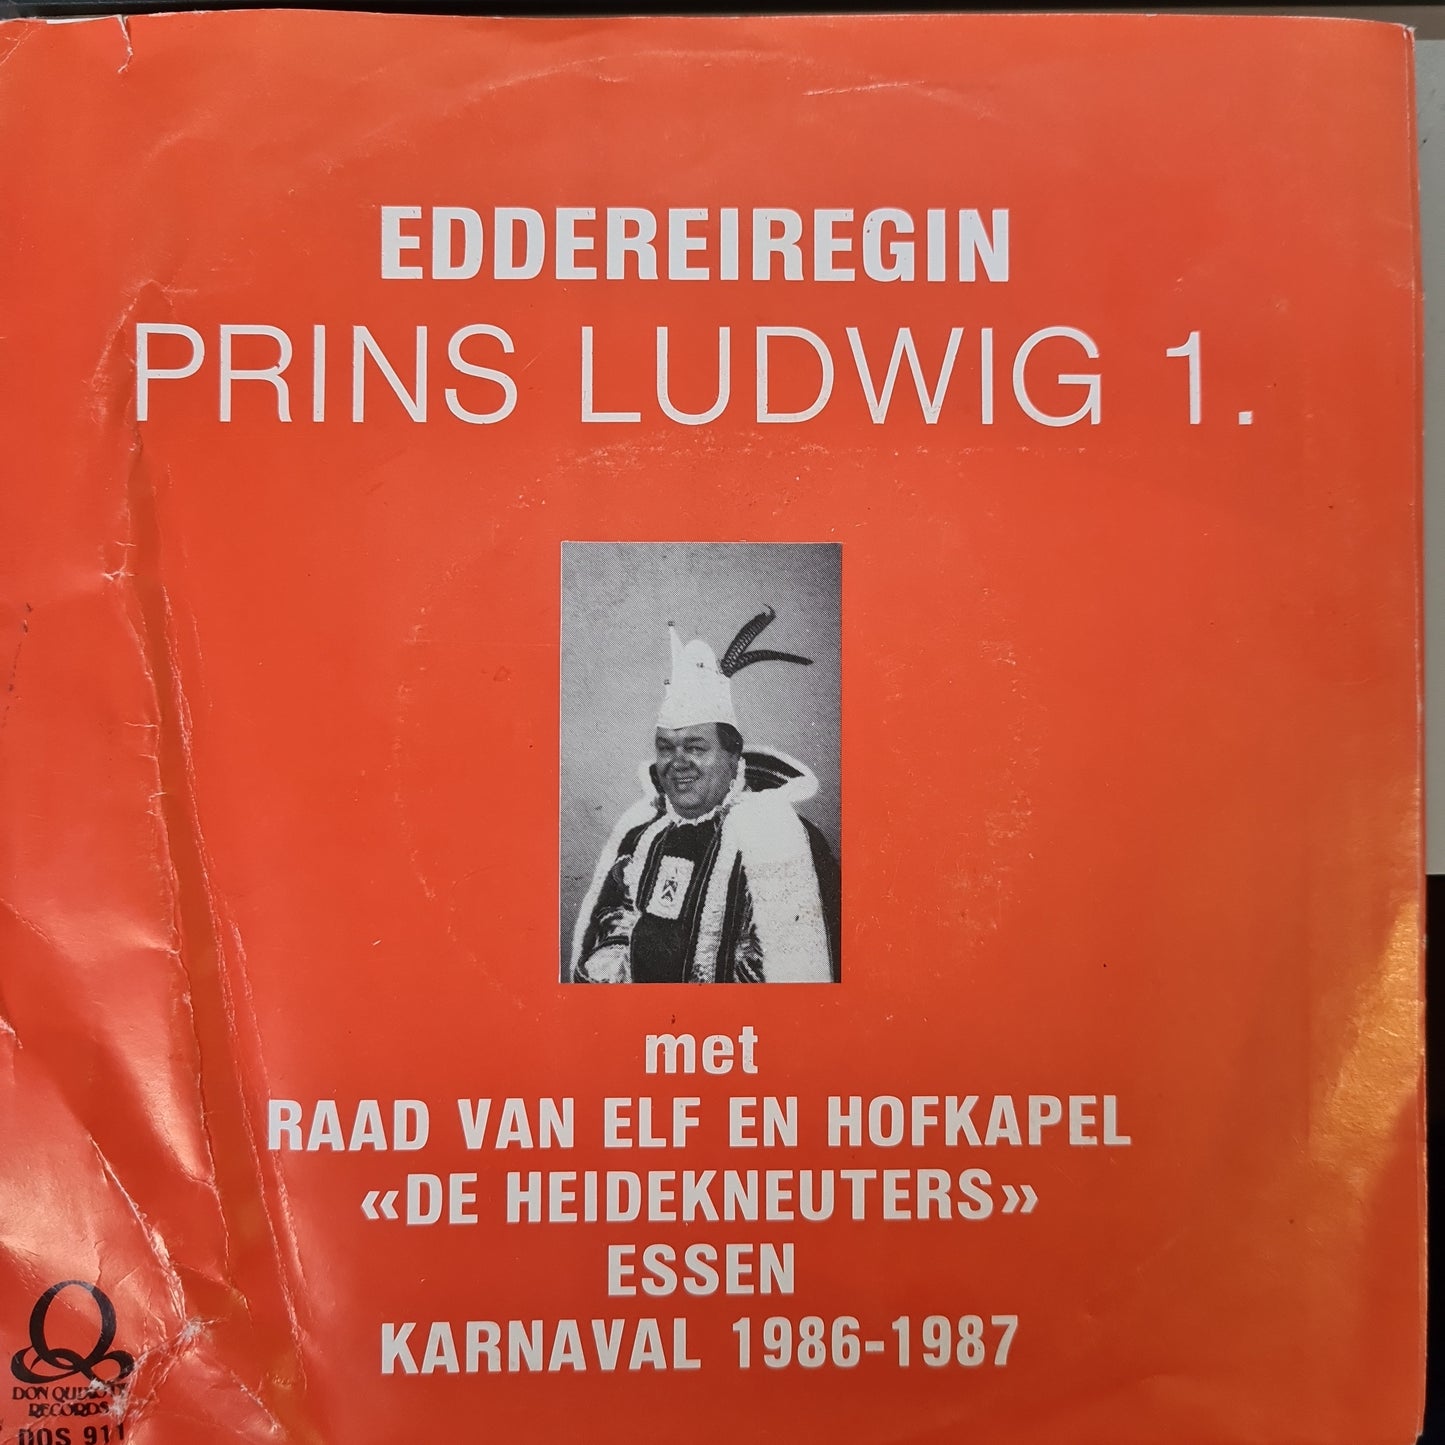 EDDEREIREGIN
PRINS LUDWIG 1.
met
RAAD VAN ELF EN HOFKAPEL
«DE HEIDEKNEUTERS»
ESSEN
KARNAVAL 1986-1987
DON QUIXOTE
RECORDS
DQS 911